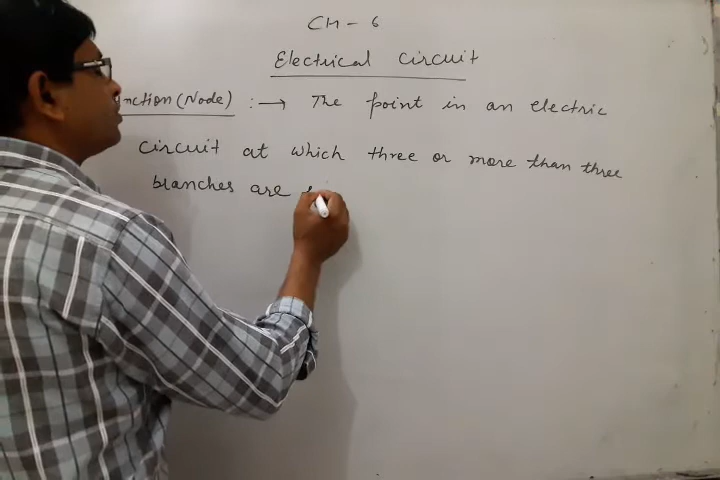 CH - 6
Electrical Circuit
nction (Node) :→ The point in an electric
circuit at which three or more than three
branches are